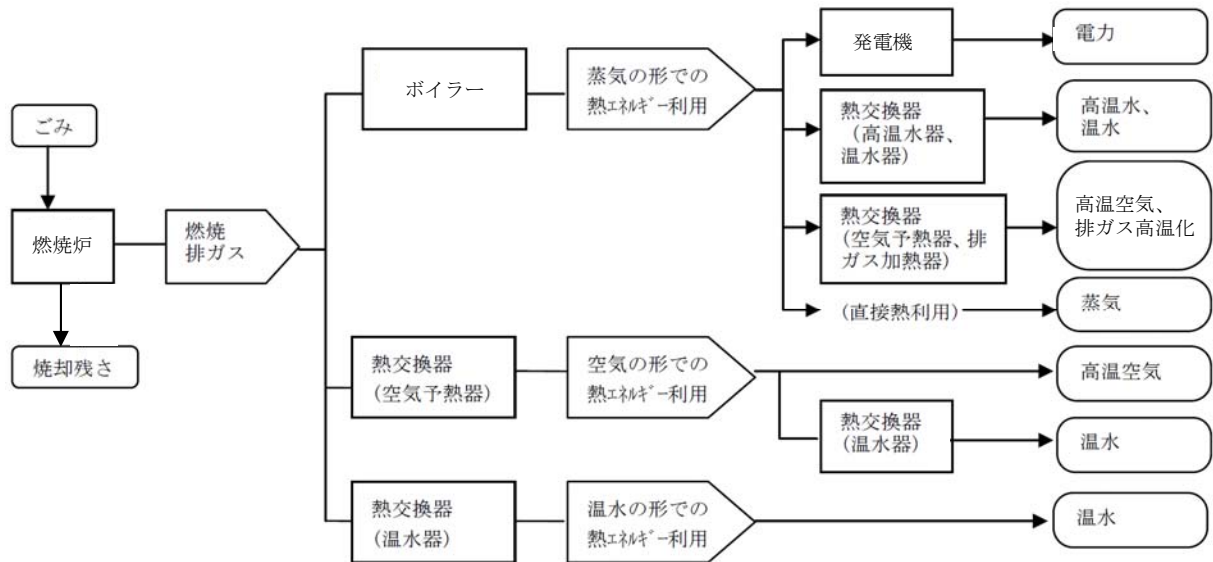 ごみ
燃焼炉
焼却残さ
燃焼
排ガス
ボイラー
蒸気の形での
熱ｴﾈﾙｷﾞｰ利用
発電機
電力
熱交換器
(高温水器、
温水器)
高温水、
温水
熱交換器
(空気予熱器、排
ガス加熱器)
高温空気、
排ガス高温化
(直接熱利用)
蒸気
熱交換器
(空気予熱器)
空気の形での
熱ｴﾈﾙｷﾞｰ利用
高温空気
熱交換器
(温水器)
温水
熱交換器
(温水器)
温水の形での
熱ｴﾈﾙｷﾞｰ利用
温水